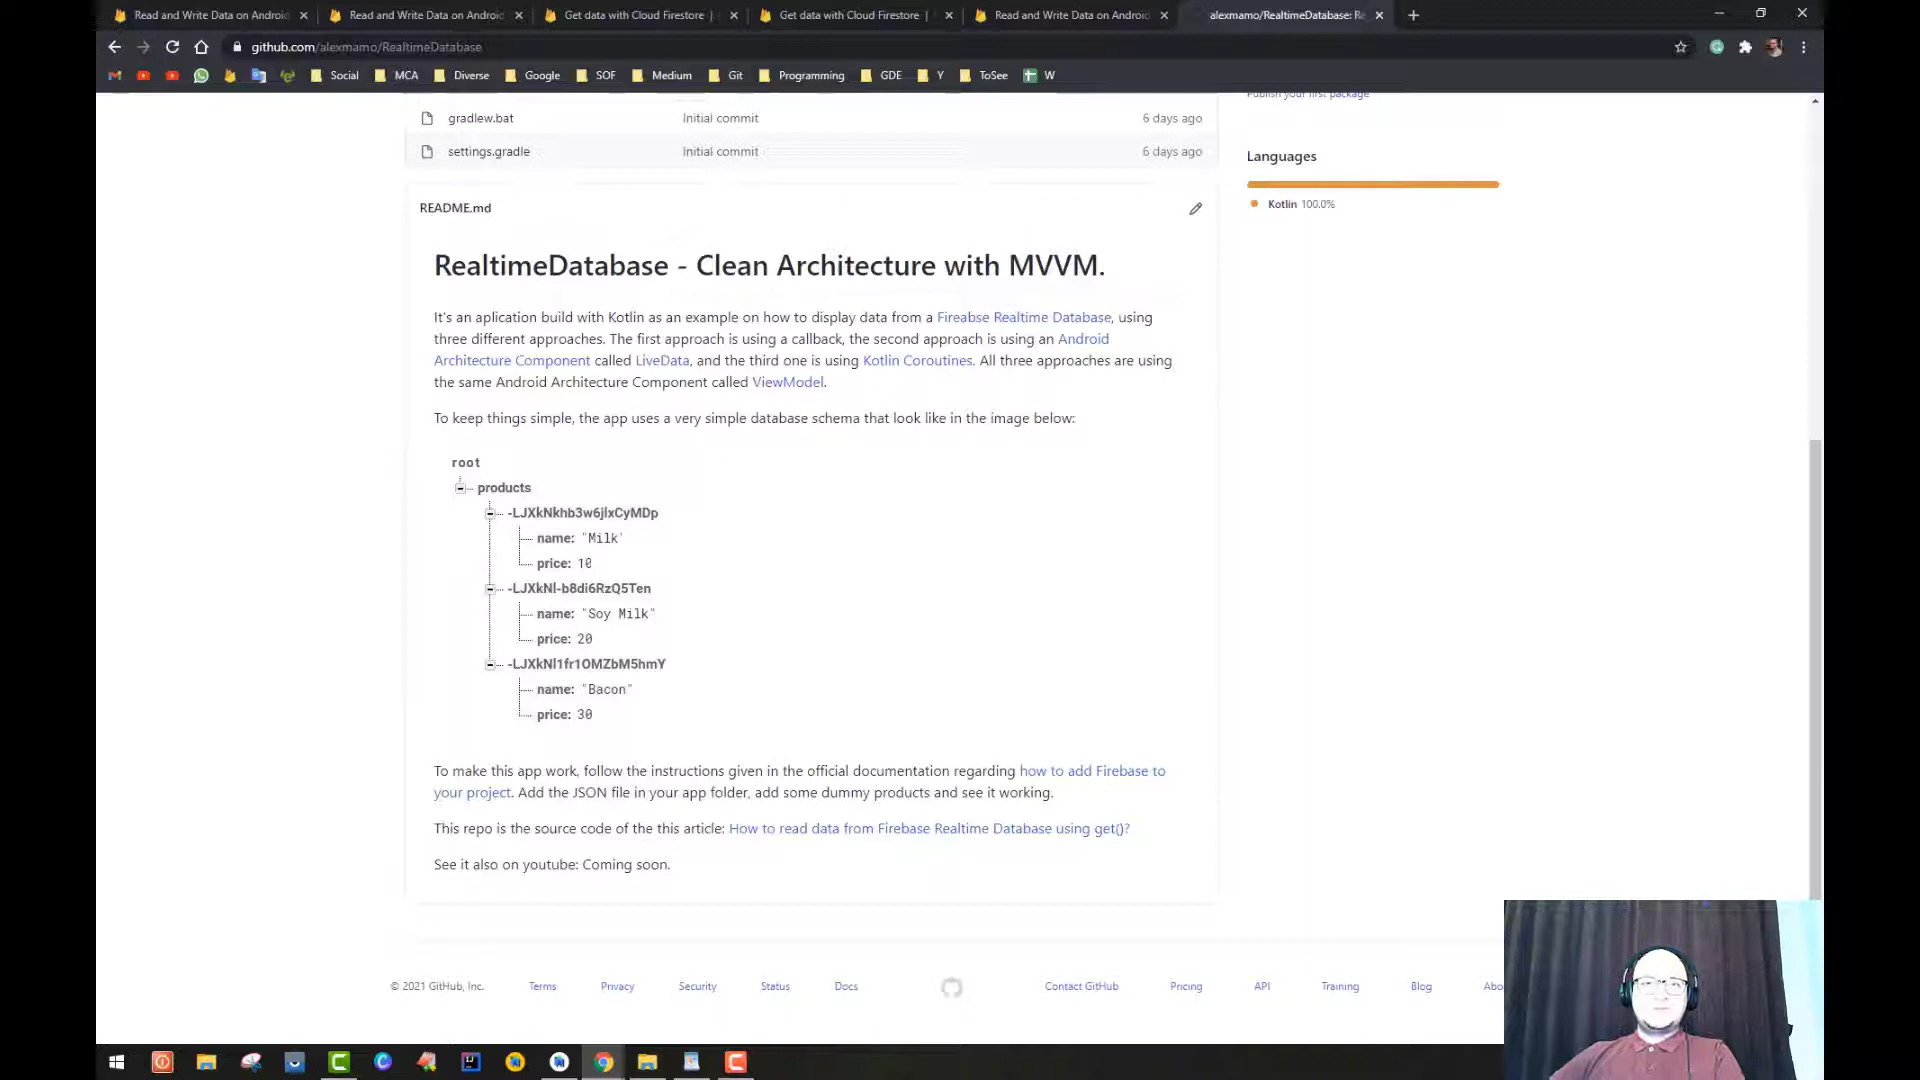 Read and Write Data on Android
Read and Write Data on Android
Get data with Cloud Firestore |
Get data with Cloud Firestore |
Read and Write Data on Android
alexmamo/RealtimeDatabase: Re
github.com/alexmamo/RealtimeDatabase
Social
MCA
Diverse
Google
SOF
Medium
Git
Programming
GDE
Y
ToSee
W
Publish your first package
gradlew.bat
Initial commit
6 days ago
settings.gradle
Initial commit
6 days ago
Languages
Kotlin 100.0%
README.md
RealtimeDatabase - Clean Architecture with MVVM.
It's an aplication build with Kotlin as an example on how to display data from a Fireabse Realtime Database, using
three different approaches. The first approach is using a callback, the second approach is using an Android
Architecture Component called LiveData, and the third one is using Kotlin Coroutines. All three approaches are using
the same Android Architecture Component called ViewModel.
To keep things simple, the app uses a very simple database schema that look like in the image below:
root
products
-LJXkNkhb3w6jlxCyMDp
name: "Milk'
price: 10
-LJXkNl-b8di6RzQ5Ten
name: "Soy Milk"
price: 20
-LJXkNl1fr1OMZbM5hmY
name: "Bacon"
price: 30
To make this app work, follow the instructions given in the official documentation regarding how to add Firebase to
your project. Add the JSON file in your app folder, add some dummy products and see it working.
This repo is the source code of the this article: How to read data from Firebase Realtime Database using get()?
See it also on youtube: Coming soon.
© 2021 GitHub, Inc.
Terms
Privacy
Security
Status
Docs
Contact GitHub
Pricing
API
Training
Blog
Abo